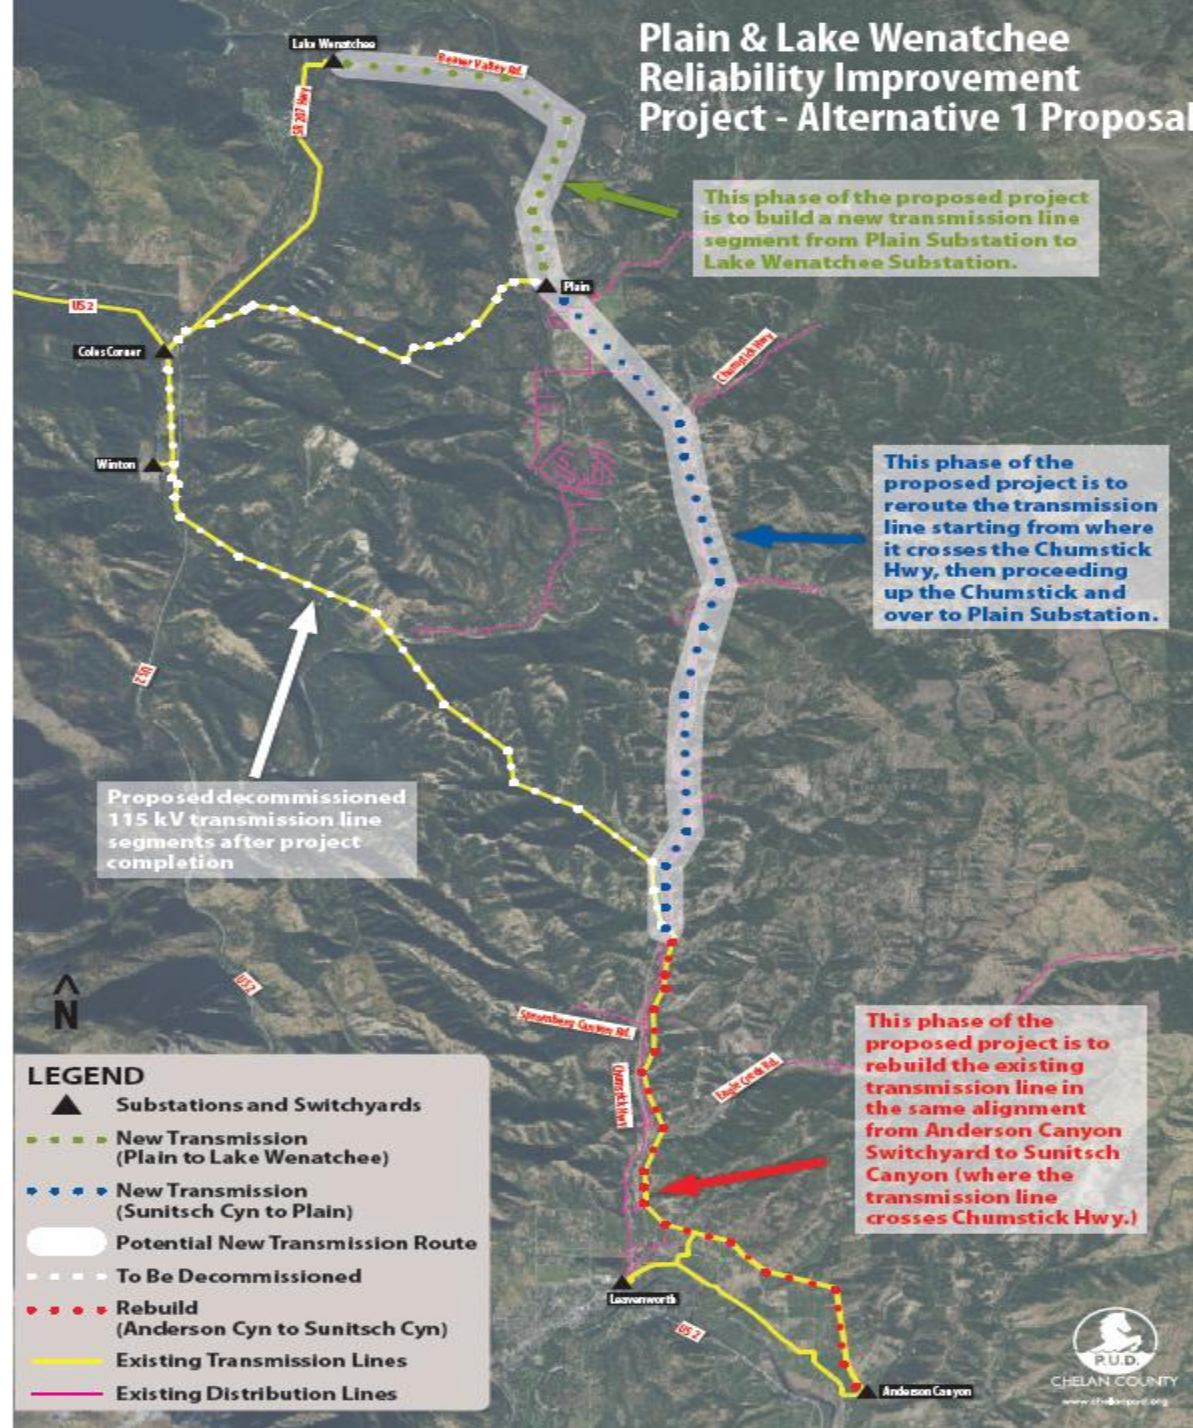 Plain & Lake Wenatchee
Reliability Improvement
Project - Alternative 1 Proposal
Lake Wenatchee
Beaver Valley Rd.
SR 207 Hwy
This phase of the proposed project
is to build a new transmission line
segment from Plain Substation to
Lake Wenatchee Substation.
US 2
Plain
Coles Corner
Chumstick Hwy
Winton
This phase of the
proposed project is to
reroute the transmission
line starting from where
it crosses the Chumstick
Hwy, then proceeding
up the Chumstick and
over to Plain Substation.
US 2
Proposed decommissioned
115 kV transmission line
segments after project
completion
US 2
N
Canyon Rd.
Chumstick Hwy
Eagle Creek Rd.
This phase of the
proposed project is to
rebuild the existing
transmission line in
the same alignment
from Anderson Canyon
Switchyard to Sunitsch
Canyon (where the
transmission line
crosses Chumstick Hwy.)
LEGEND
Substations and Switchyards
New Transmission
(Plain to Lake Wenatchee)
New Transmission
(Sunitsch Cyn to Plain)
Potential New Transmission Route
To Be Decommissioned
Rebuild
(Anderson Cyn to Sunitsch Cyn)
Existing Transmission Lines
Existing Distribution Lines
Leavenworth
US 2
Anderson Canyon
P.U.D.
CHELAN COUNTY
www.chelanpud.org